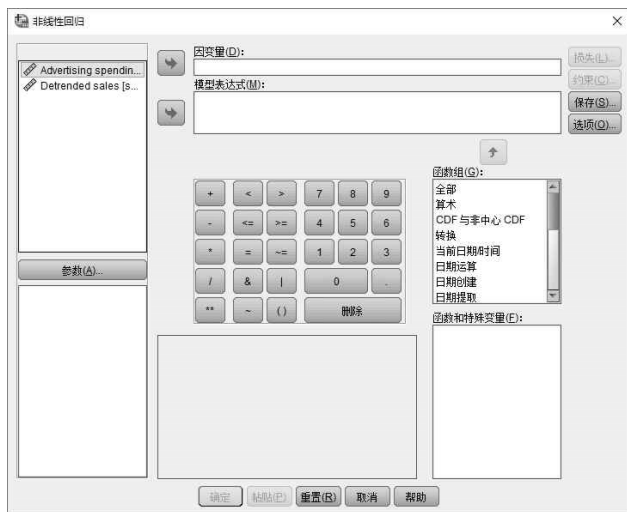 非线性回归
因变量(D):
Advertising spendin...
Detrended sales [s...
模型表达式(M):
损失(L)...
约束(C)...
保存(S)...
选项(O)...
函数组(G):
全部
算术
CDF 与非中心 CDF
转换
当前日期/时间
日期运算
日期创建
日期提取
+ < > 7 8 9
- <= >= 4 5 6
* = ~= 1 2 3
/ & | 0 .
** ~ ( ) 删除
参数(A)...
函数和特殊变量(F):
确定 粘贴(P) 重置(R) 取消 帮助